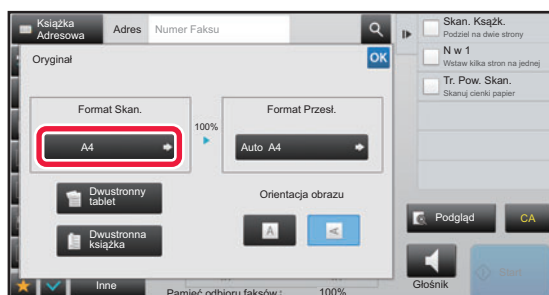 Książka
Adresowa
Adres
Numer Faksu
Oryginał
OK
Format Skan.
A4
100%
Format Przesł.
Auto A4
Dwustronny
tablet
Dwustronna
książka
Orientacja obrazu
A
A
Inne
Pamięć odbioru faksów :
100%
Skan. Ksążk.
Podziel na dwie strony
N w 1
Wstaw kilka stron na jednej
Tr. Pow. Skan.
Skanuj cienki papier
Podgląd
CA
Głośnik
Start